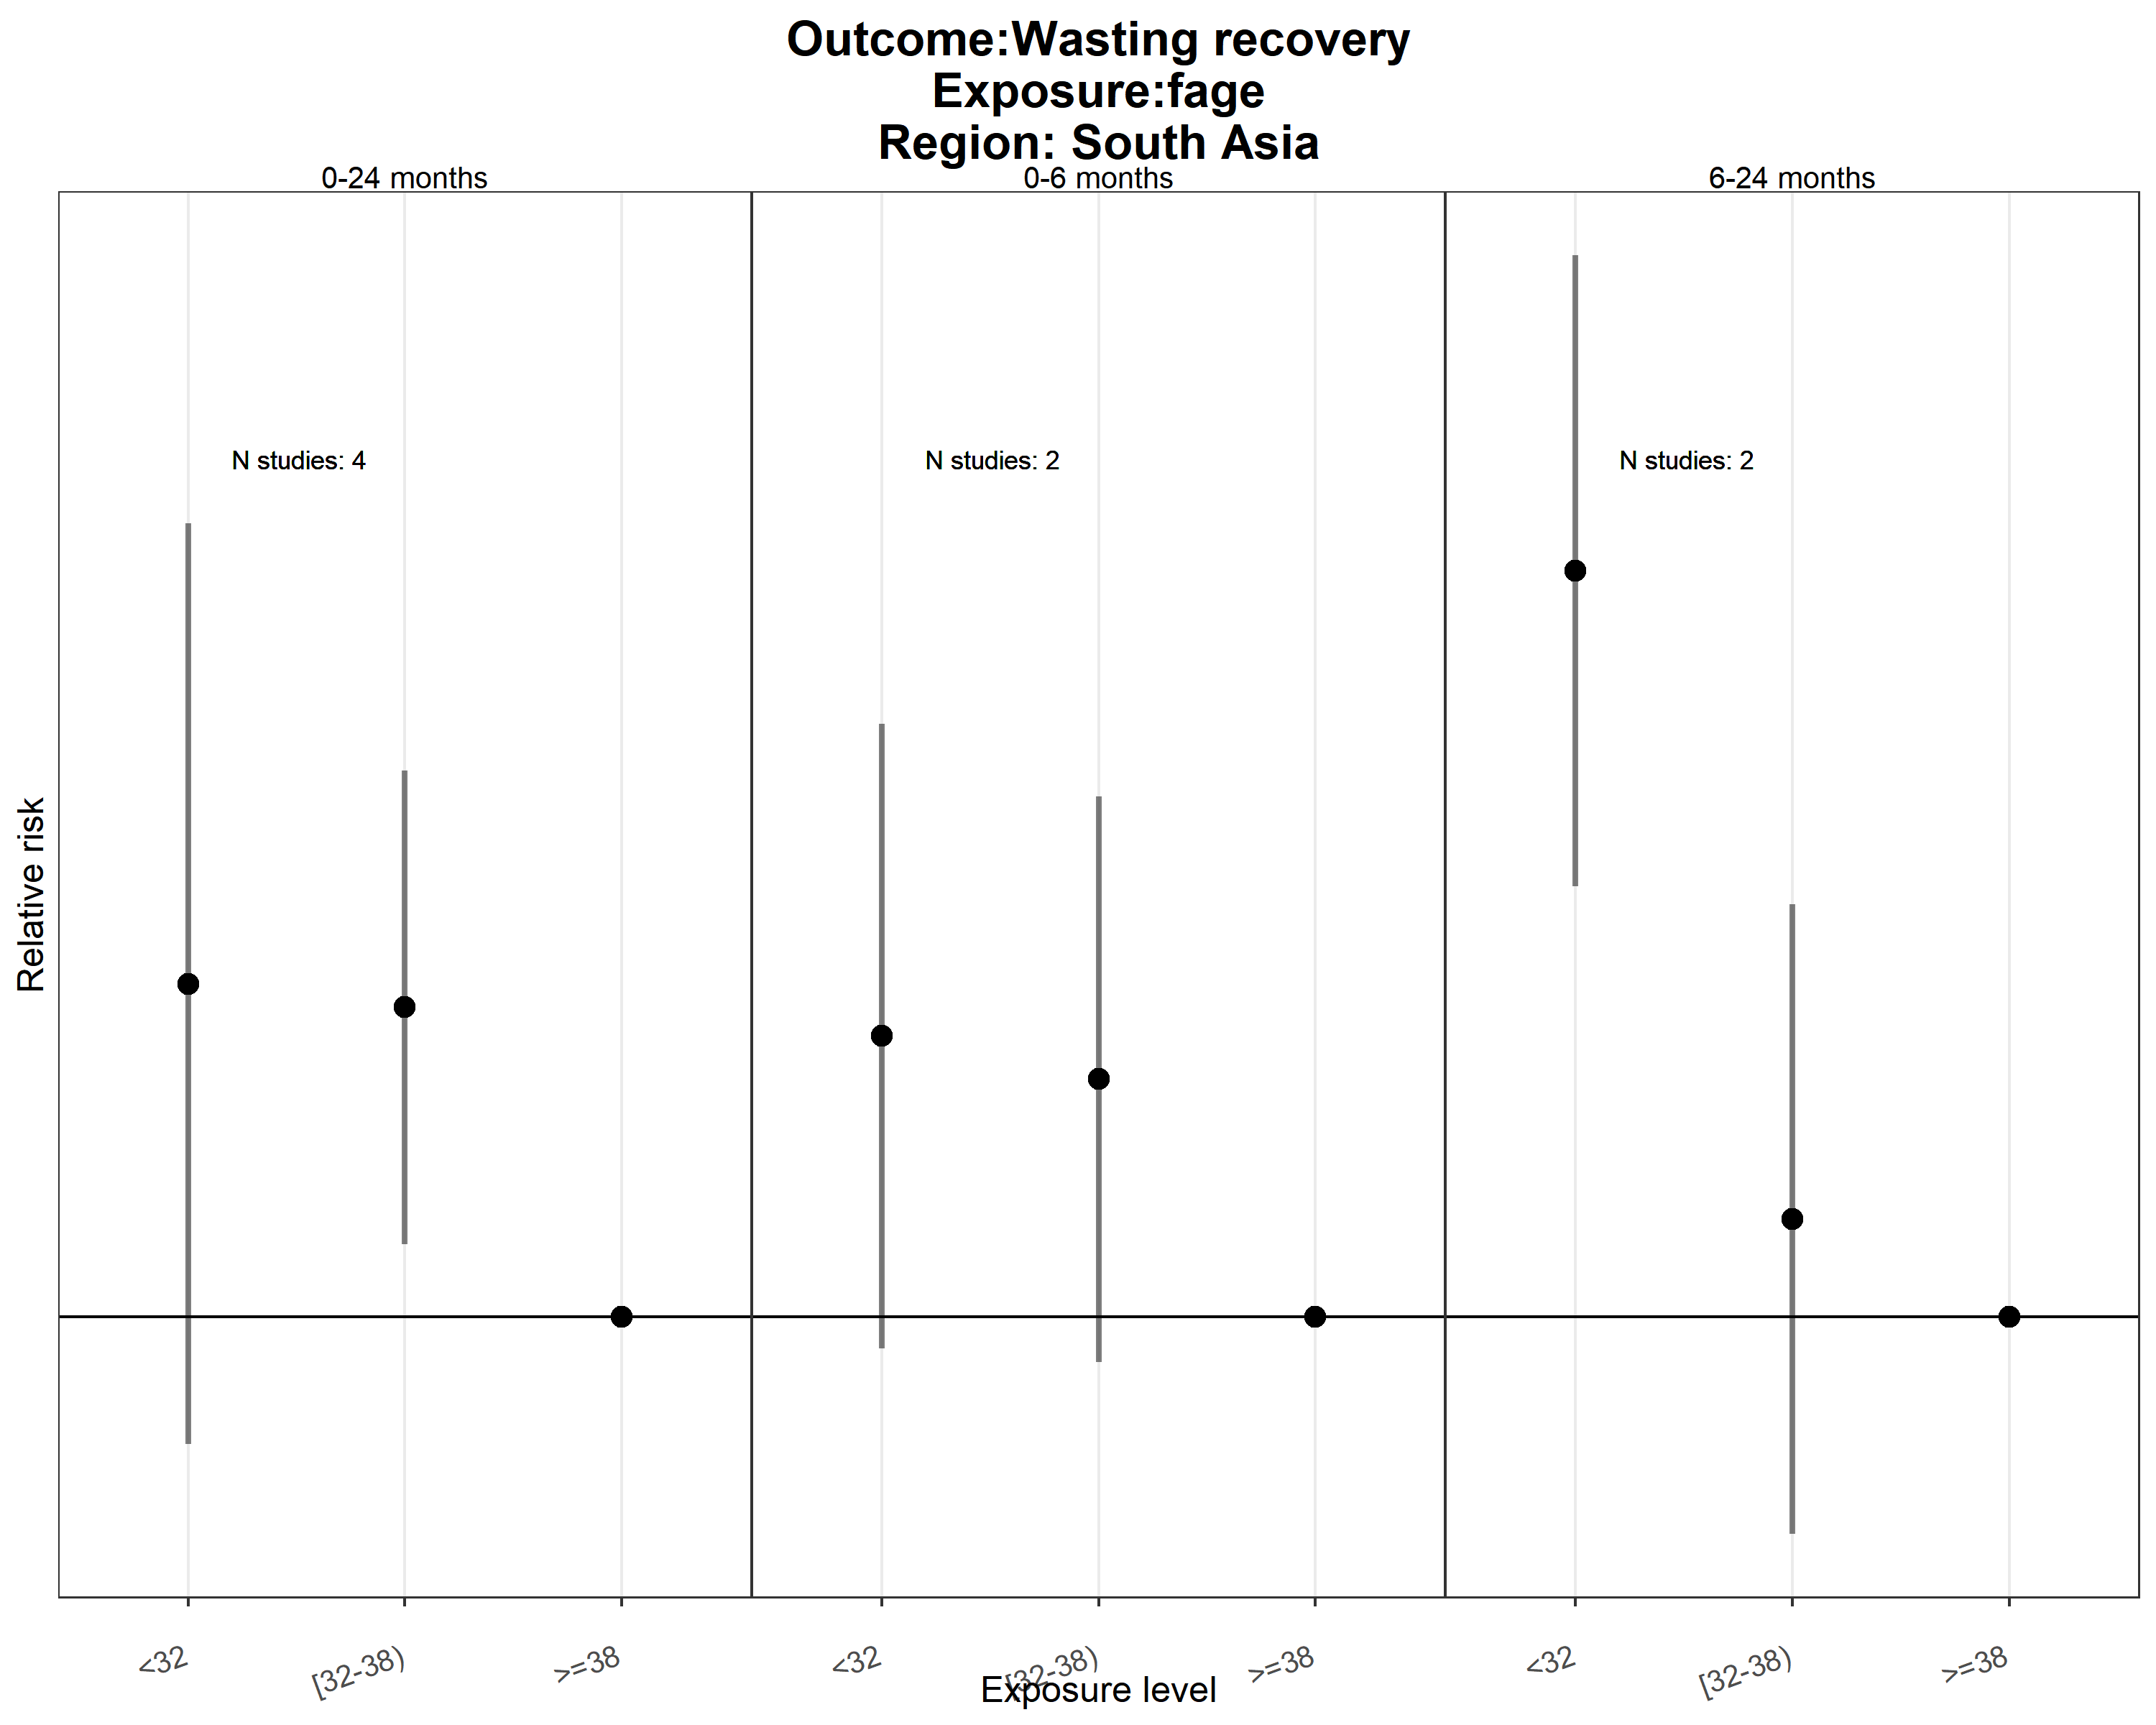 Outcome:Wasting recovery
Exposure:fage
Region: South Asia
0-24 months
0-6 months
6-24 months
N studies: 4
N studies: 2
N studies: 2
Relative risk
<32
[32-38)
>=38
<32
[32-38)
>=38
<32
[32-38)
>=38
Exposure level